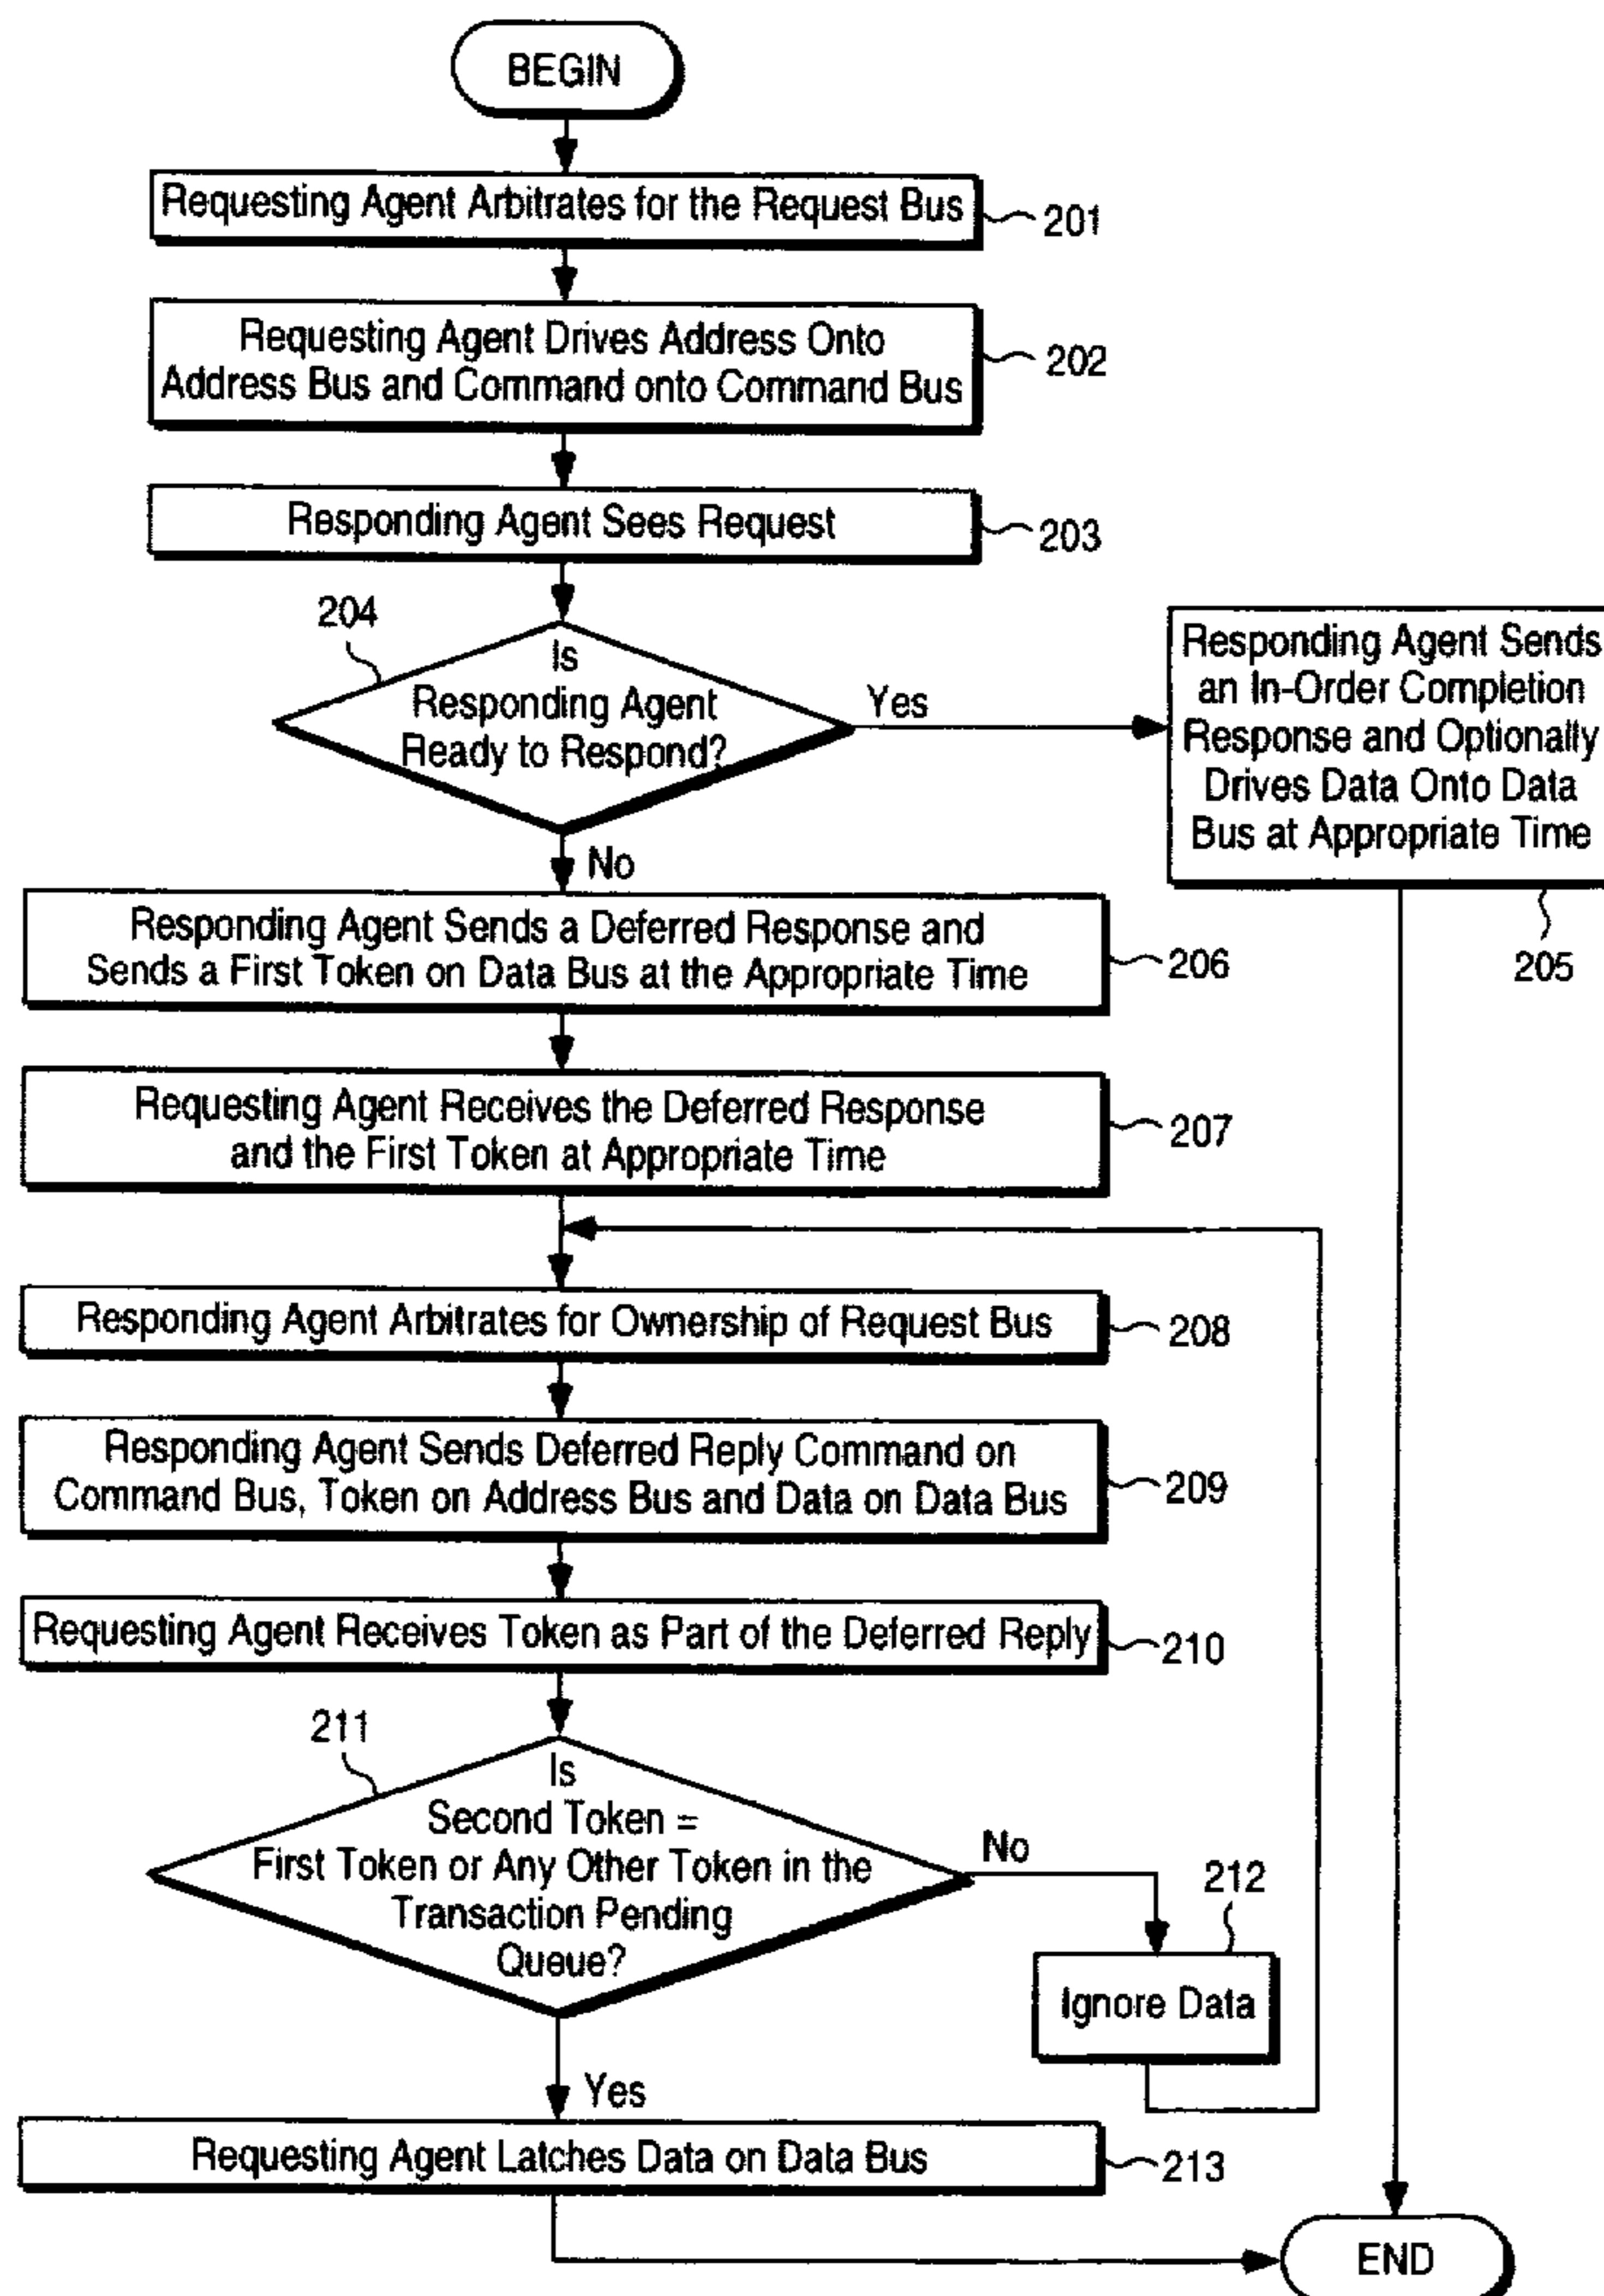 BEGIN
Requesting Agent Arbitrates for the Request Bus
201
Requesting Agent Drives Address Onto
Address Bus and Command onto Command Bus
202
Responding Agent Sees Request
203
204
Is
Responding Agent
Ready to Respond?
Yes
Responding Agent Sends
an In-Order Completion
Response and Optionally
Drives Data Onto Data
Bus at Appropriate Time
205
No
Responding Agent Sends a Deferred Response and
Sends a First Token on Data Bus at the Appropriate Time
206
Requesting Agent Receives the Deferred Response
and the First Token at Appropriate Time
207
Responding Agent Arbitrates for Ownership of Request Bus
208
Responding Agent Sends Deferred Reply Command on
Command Bus, Token on Address Bus and Data on Data Bus
209
Requesting Agent Receives Token as Part of the Deferred Reply
210
211
Is
Second Token =
First Token or Any Other Token in the
Transaction Pending
Queue?
No
212
Ignore Data
Yes
Requesting Agent Latches Data on Data Bus
213
END